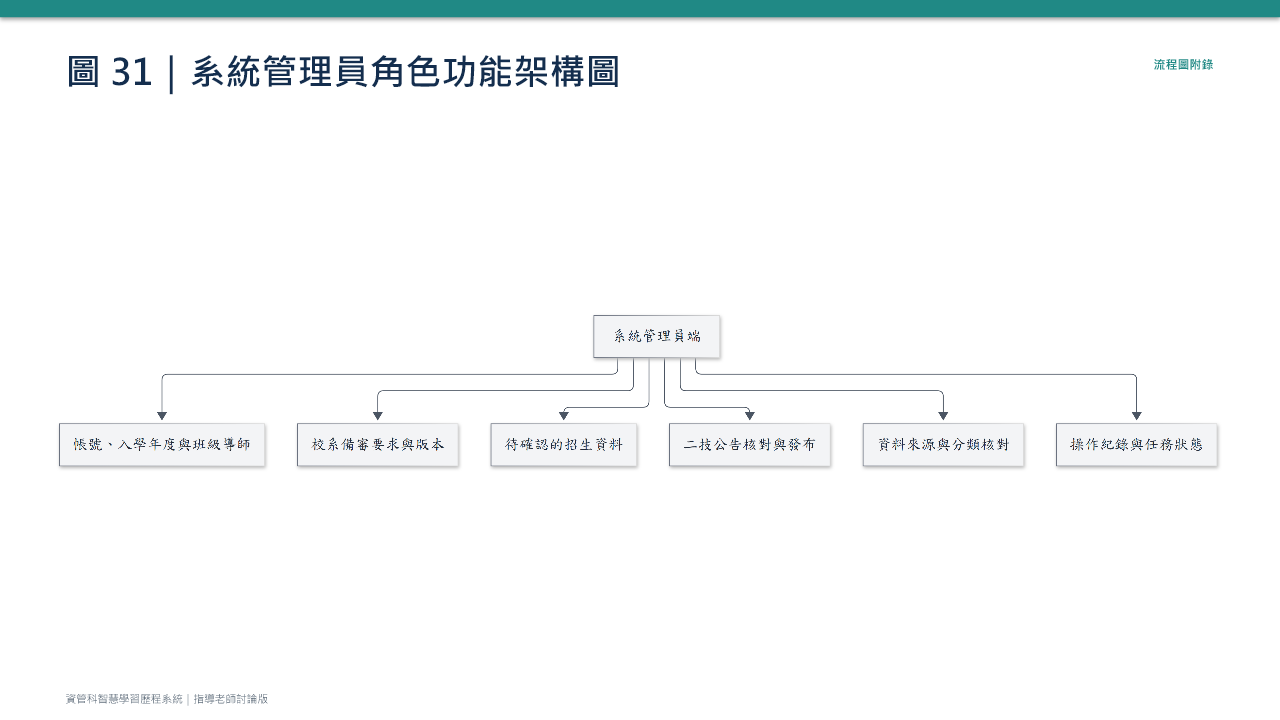 圖 31｜系統管理員角色功能架構圖
流程圖附錄
系統管理員端
帳號、入學年度與班級導師
校系備審要求與版本
待確認的招生資料
二技公告核對與發布
資料來源與分類核對
操作紀錄與任務狀態
資管科智慧學習歷程系統｜指導老師討論版